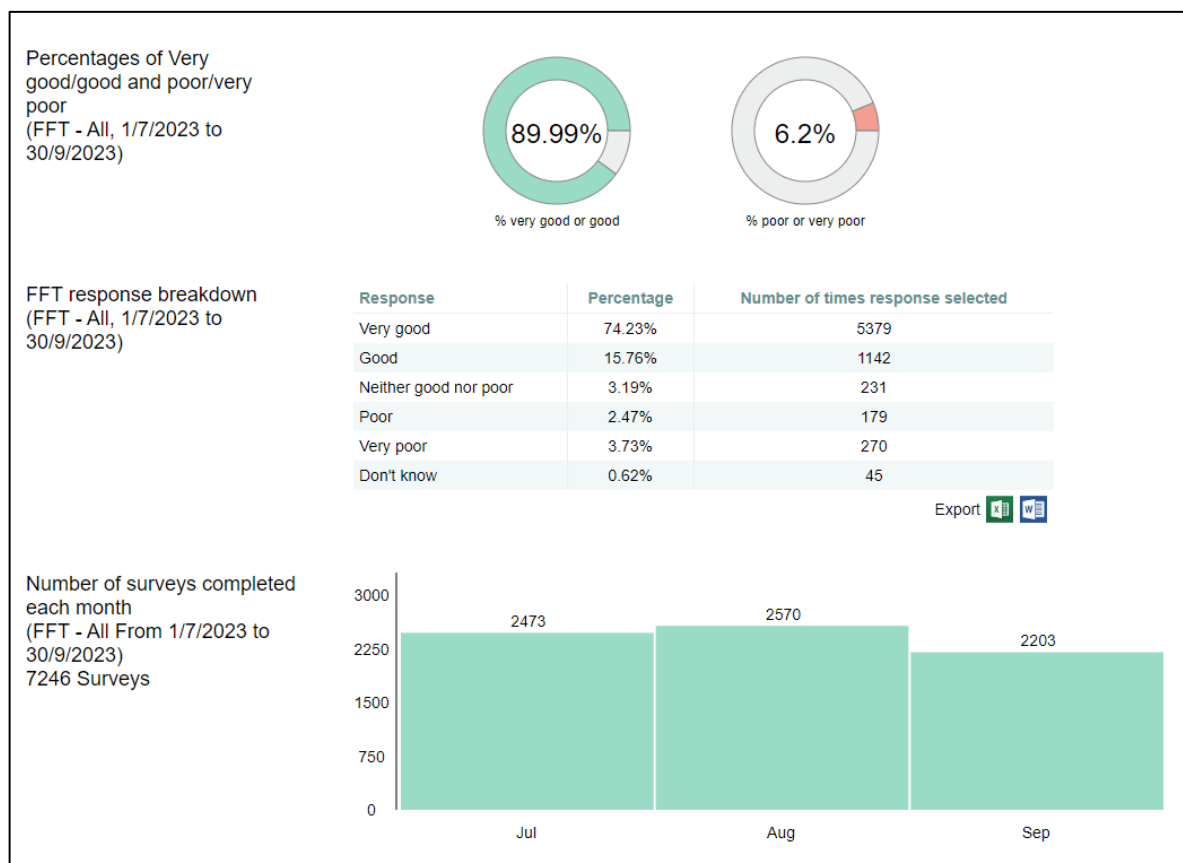 Percentages of Very
good/good and poor/very
poor
(FFT - All, 1/7/2023 to
30/9/2023)
89.99%
% very good or good
6.2%
% poor or very poor
FFT response breakdown
(FFT - All, 1/7/2023 to
30/9/2023)
Response Percentage Number of times response selected
Very good 74.23% 5379
Good 15.76% 1142
Neither good nor poor 3.19% 231
Poor 2.47% 179
Very poor 3.73% 270
Don't know 0.62% 45
Export
Number of surveys completed
each month
(FFT - All From 1/7/2023 to
30/9/2023)
7246 Surveys
3000
2250
1500
750
0
2473
2570
2203
Jul Aug Sep